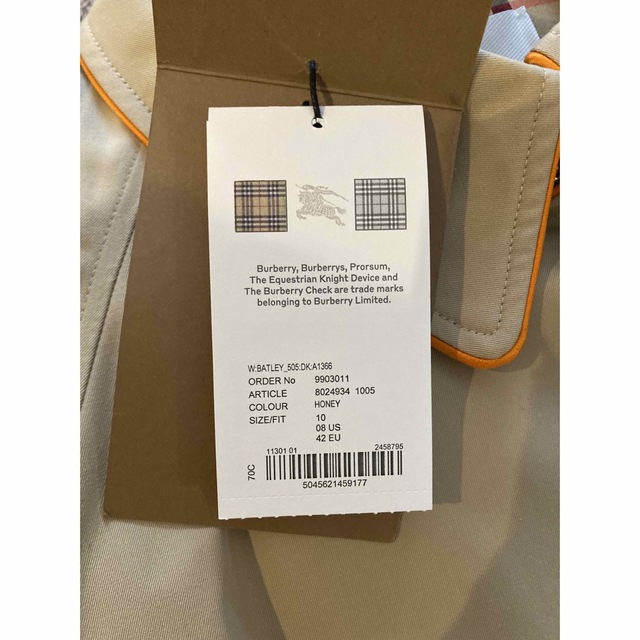 Burberry, Burberrys, Prorsum,
The Equestrian Knight Device and
The Burberry Check are trade marks
belonging to Burberry Limited.
W:BATLEY_505:DK:A1366
ORDER No 9903011
ARTICLE 8024934 1005
COLOUR HONEY
SIZE/FIT 10
08 US
42 EU
11301 01 2458795
70C
5045621459177